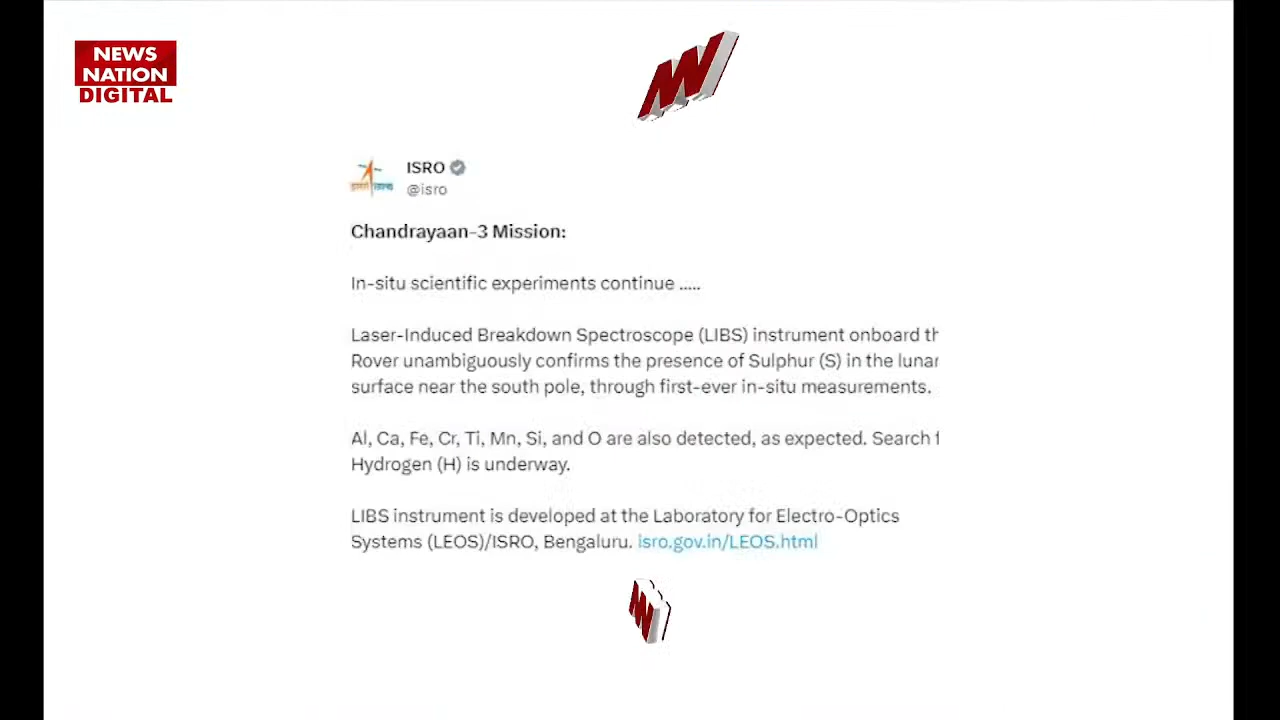 NEWS
NATION
DIGITAL
ISRO
@isro
Chandrayaan-3 Mission:
In-situ scientific experiments continue .....
Laser-Induced Breakdown Spectroscope (LIBS) instrument onboard th
Rover unambiguously confirms the presence of Sulphur (S) in the lunar
surface near the south pole, through first-ever in-situ measurements.
Al, Ca, Fe, Cr, Ti, Mn, Si, and O are also detected, as expected. Search f
Hydrogen (H) is underway.
LIBS instrument is developed at the Laboratory for Electro-Optics
Systems (LEOS)/ISRO, Bengaluru. isro.gov.in/LEOS.html